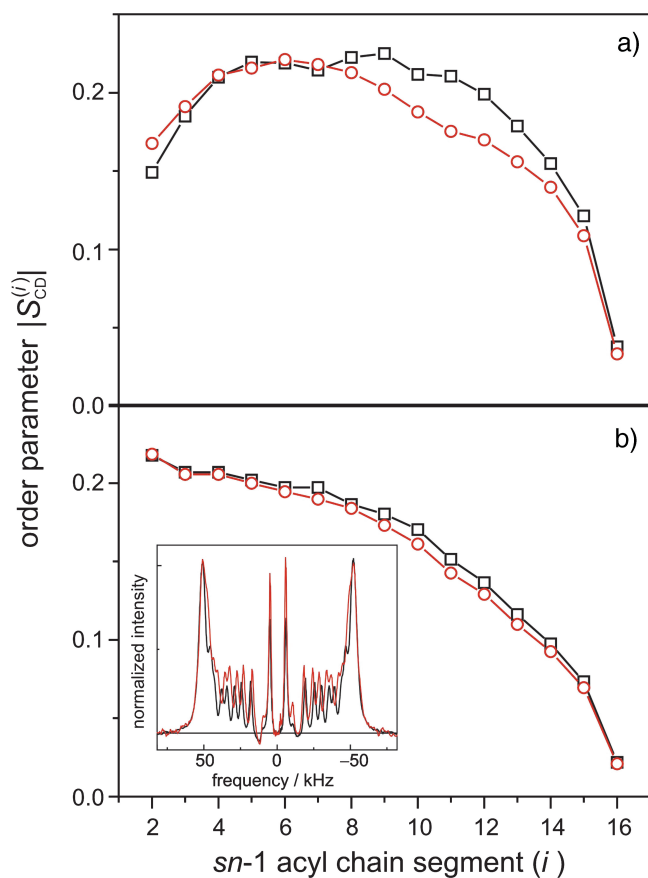 a)
0.2
0.1
0.0
b)
0.2
0.1
0.0
order parameter |S_CD^(i)|
normalized intensity
50 0 −50
frequency / kHz
2 4 6 8 10 12 14 16
sn-1 acyl chain segment (i )